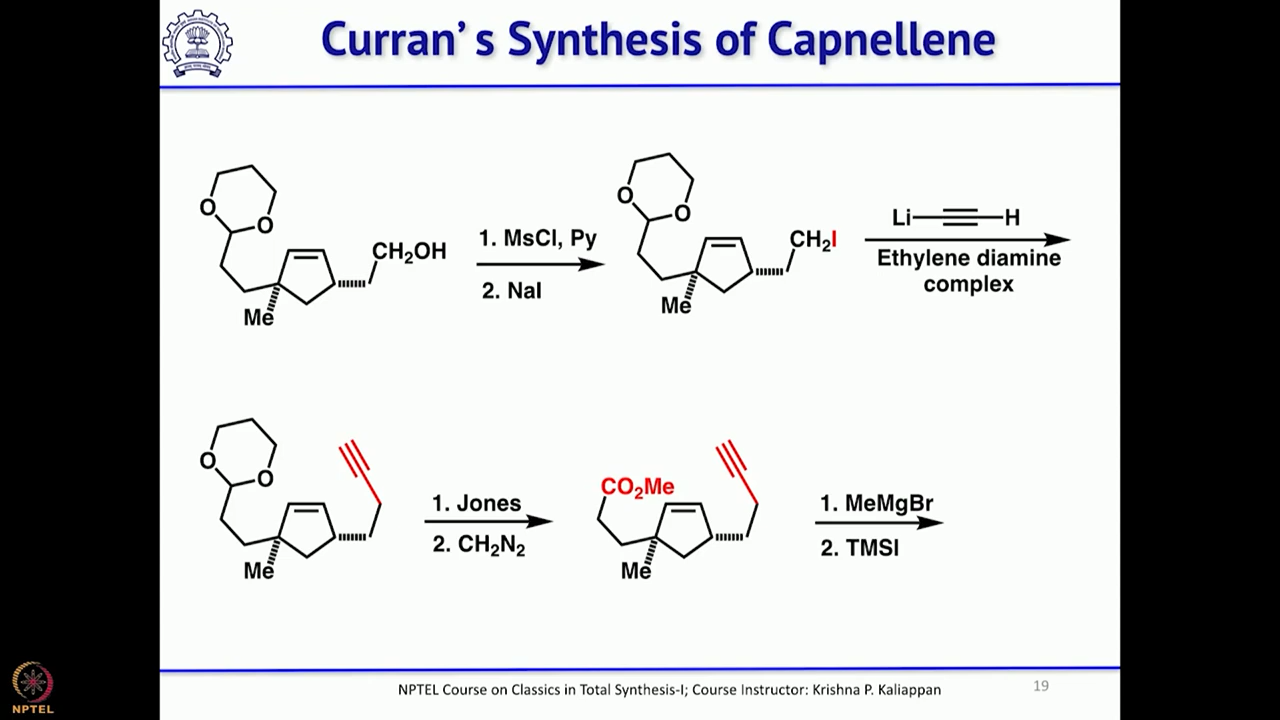 Curran’ s Synthesis of Capnellene
O
O
CH2OH
Me
1. MsCl, Py
2. NaI
O
O
CH2I
Me
Li H
Ethylene diamine
complex
O
O
Me
1. Jones
2. CH2N2
CO2Me
Me
1. MeMgBr
2. TMSI
NPTEL
NPTEL Course on Classics in Total Synthesis-I; Course Instructor: Krishna P. Kaliappan
19